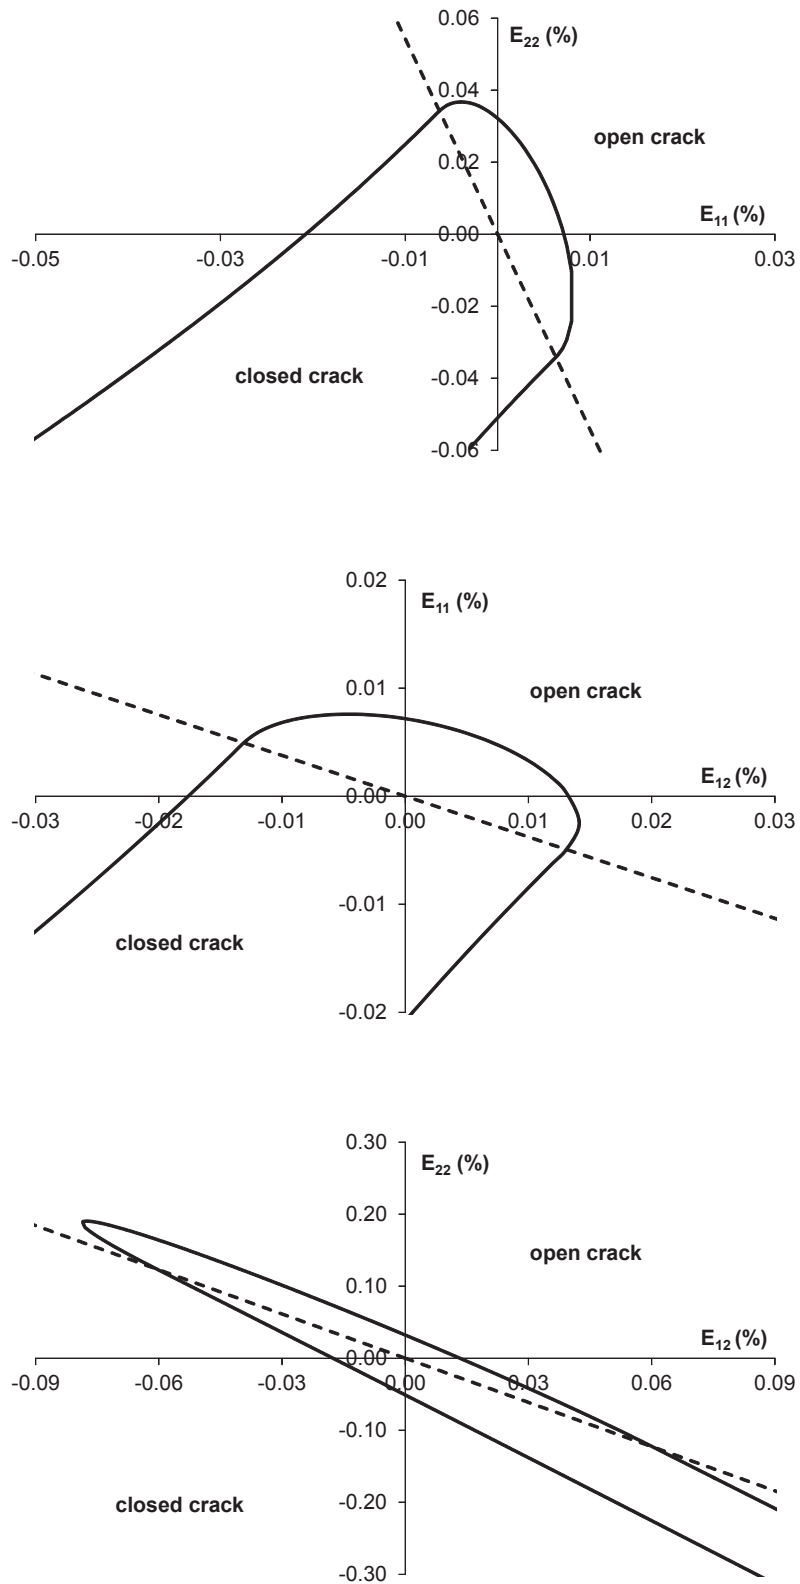 0.06
E22 (%)
0.04
open crack
0.02
E11 (%)
0.00
-0.05 -0.03 -0.01 0.01 0.03
-0.02
closed crack
-0.04
-0.06
0.02
E11 (%)
0.01
open crack
E12 (%)
0.00
-0.03 -0.02 -0.01 0.00 0.01 0.02 0.03
-0.01
closed crack
-0.02
0.30
E22 (%)
0.20
open crack
0.10
E12 (%)
0.00
-0.09 -0.06 -0.03 0.00 0.03 0.06 0.09
-0.10
closed crack
-0.20
-0.30